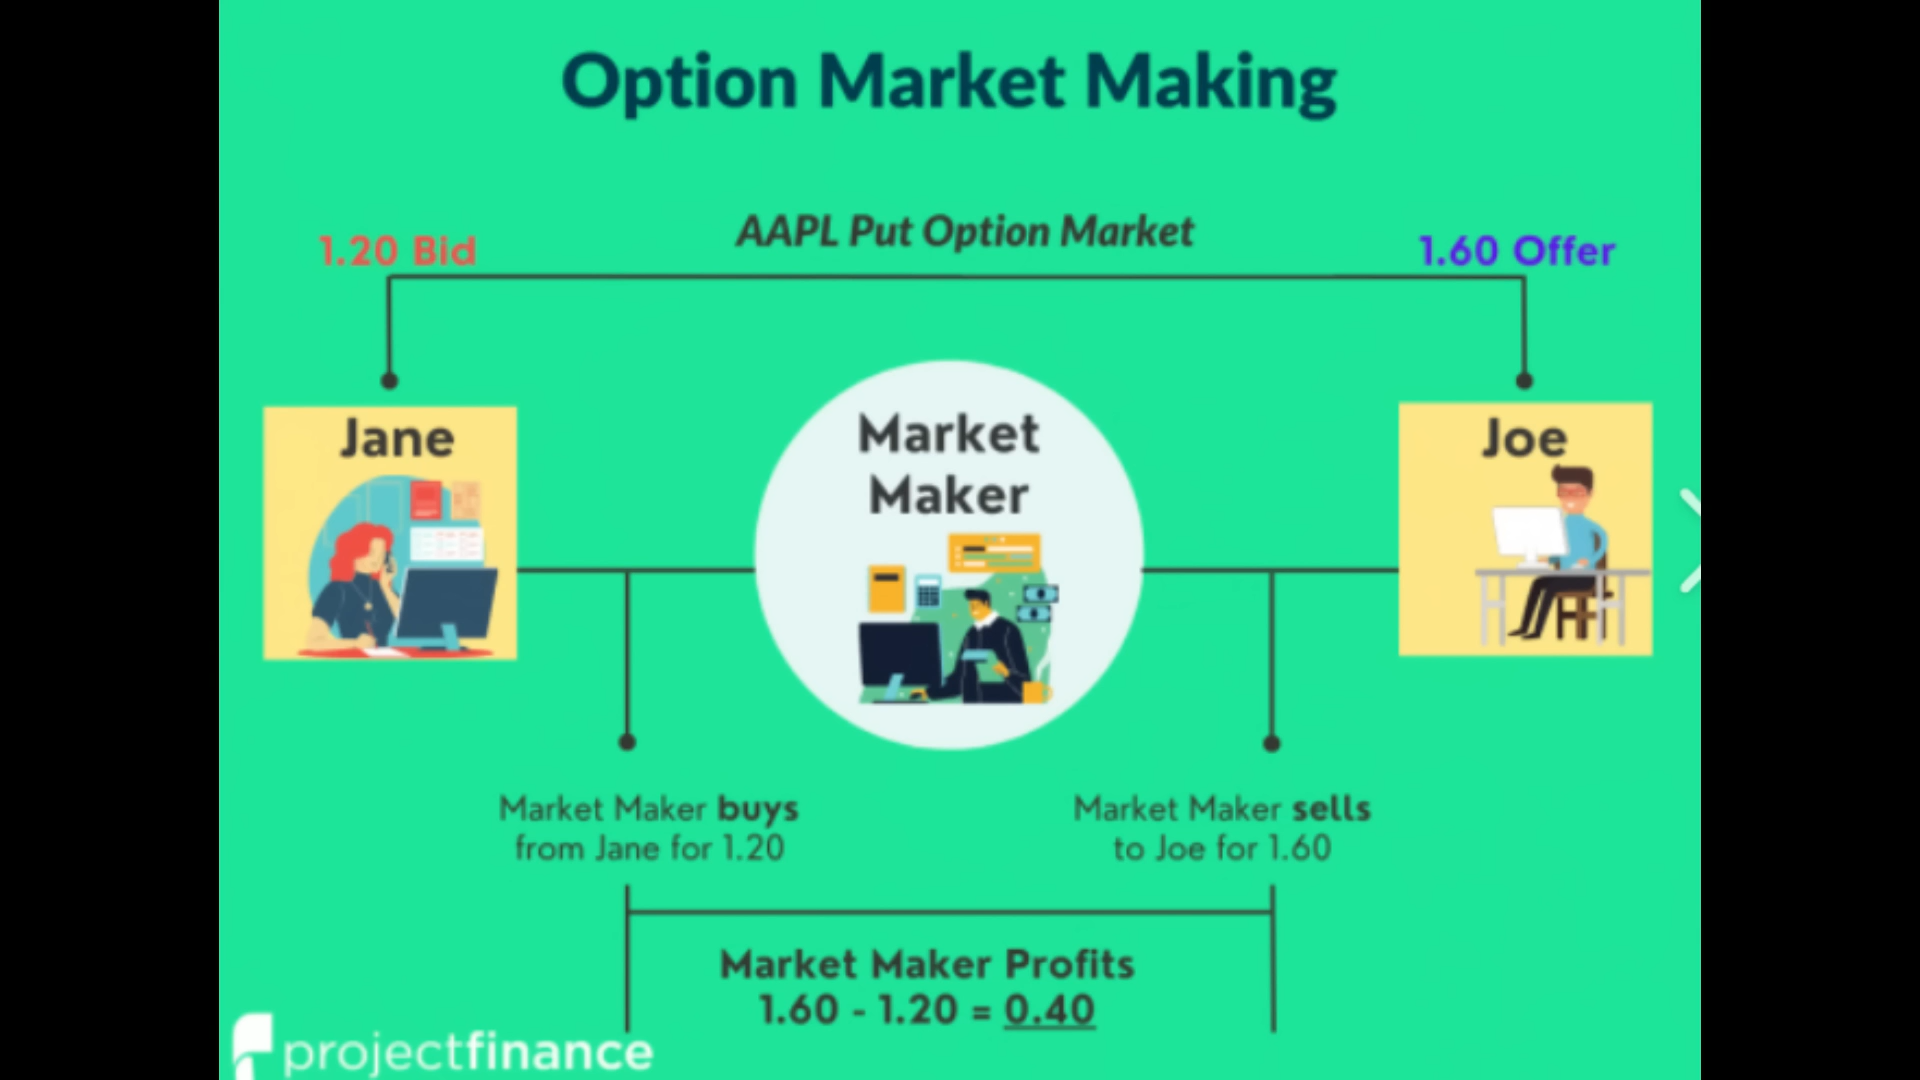 Option Market Making
AAPL Put Option Market
1.20 Bid
1.60 Offer
Jane
Market
Maker
Joe
Market Maker buys
from Jane for 1.20
Market Maker sells
to Joe for 1.60
Market Maker Profits
1.60 - 1.20 = 0.40
projectfinance